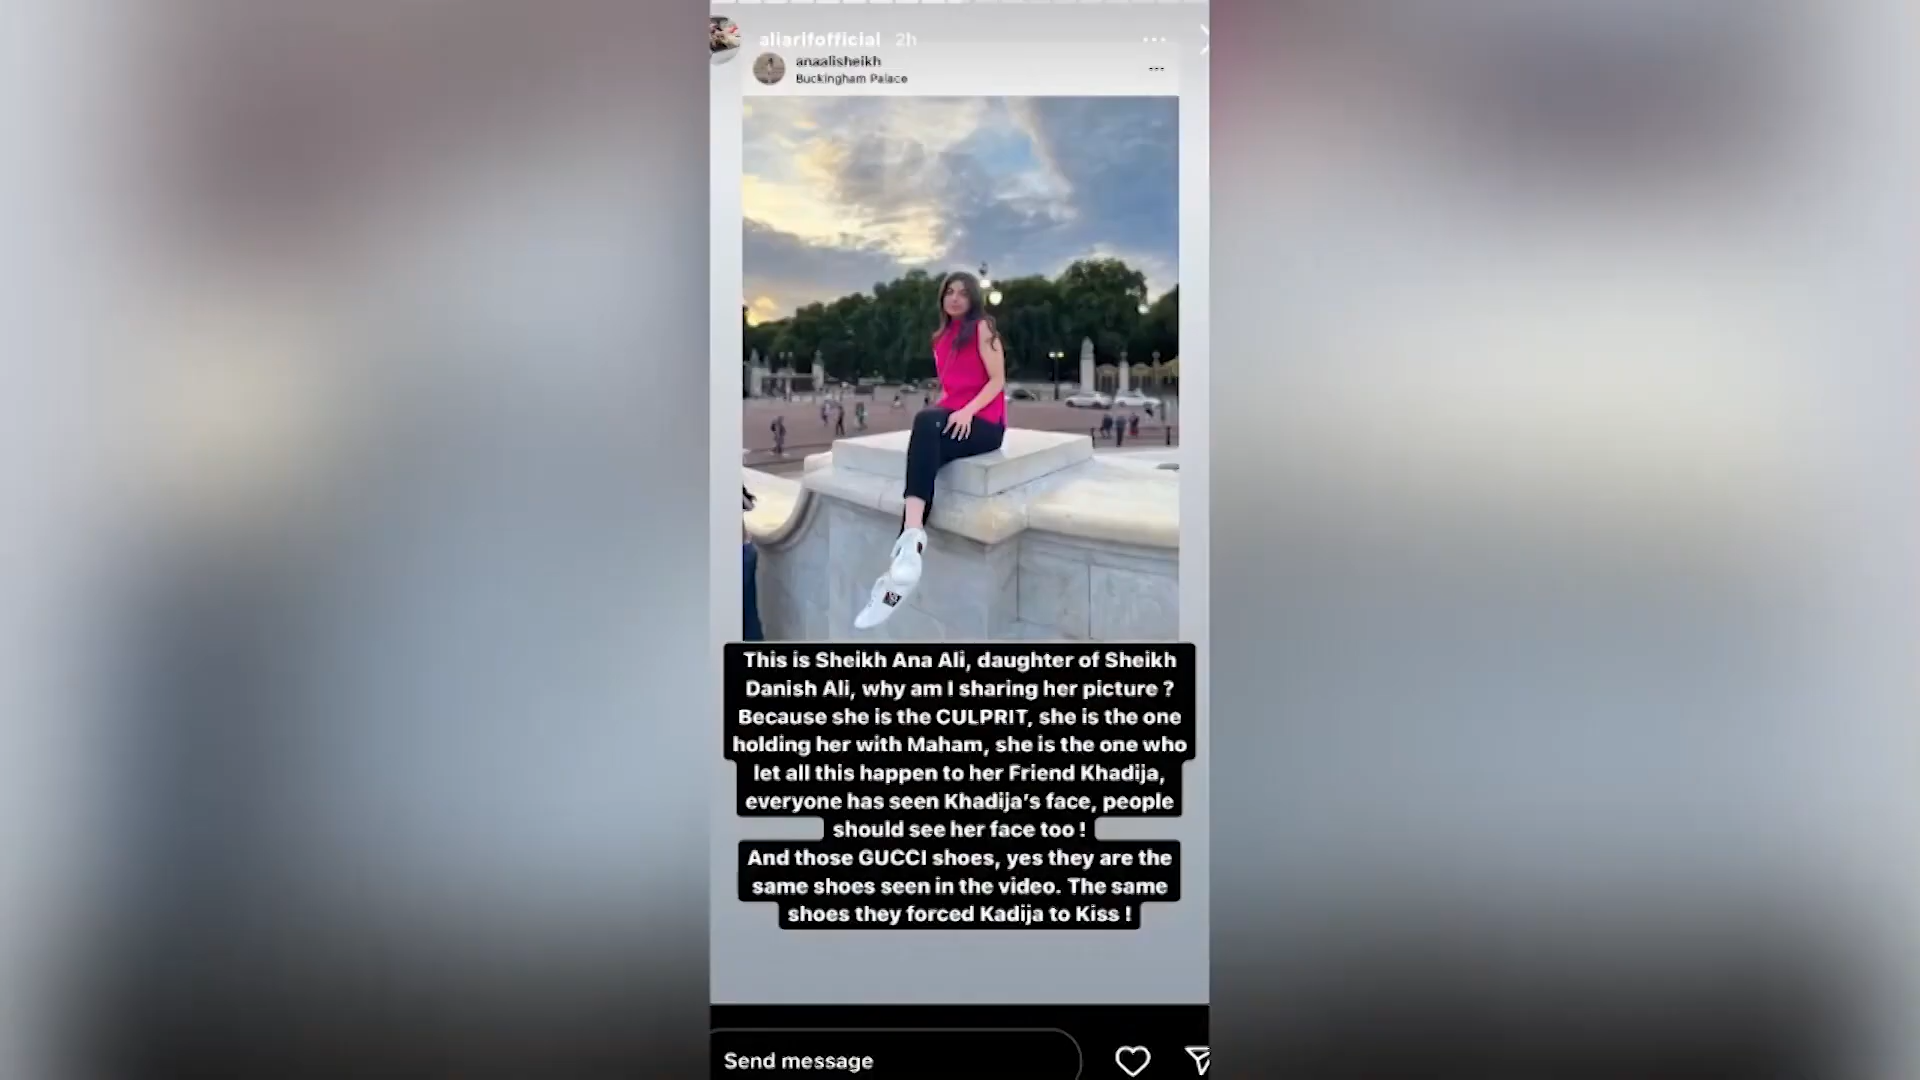 aliarifofficial 2h
anaalisheikh
Buckingham Palace
This is Sheikh Ana Ali, daughter of Sheikh
Danish Ali, why am I sharing her picture ?
Because she is the CULPRIT, she is the one
holding her with Maham, she is the one who
let all this happen to her Friend Khadija,
everyone has seen Khadija's face, people
should see her face too !
And those GUCCI shoes, yes they are the
same shoes seen in the video. The same
shoes they forced Kadija to Kiss !
Send message